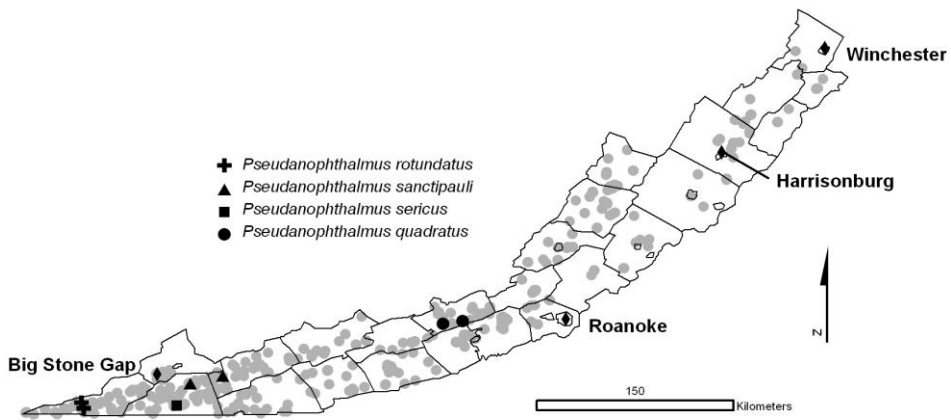 Winchester
Pseudanophthalmus rotundatus
Pseudanophthalmus sanctipauli
Pseudanophthalmus sericus
Pseudanophthalmus quadratus
Harrisonburg
Roanoke
N
Big Stone Gap
150
Kilometers